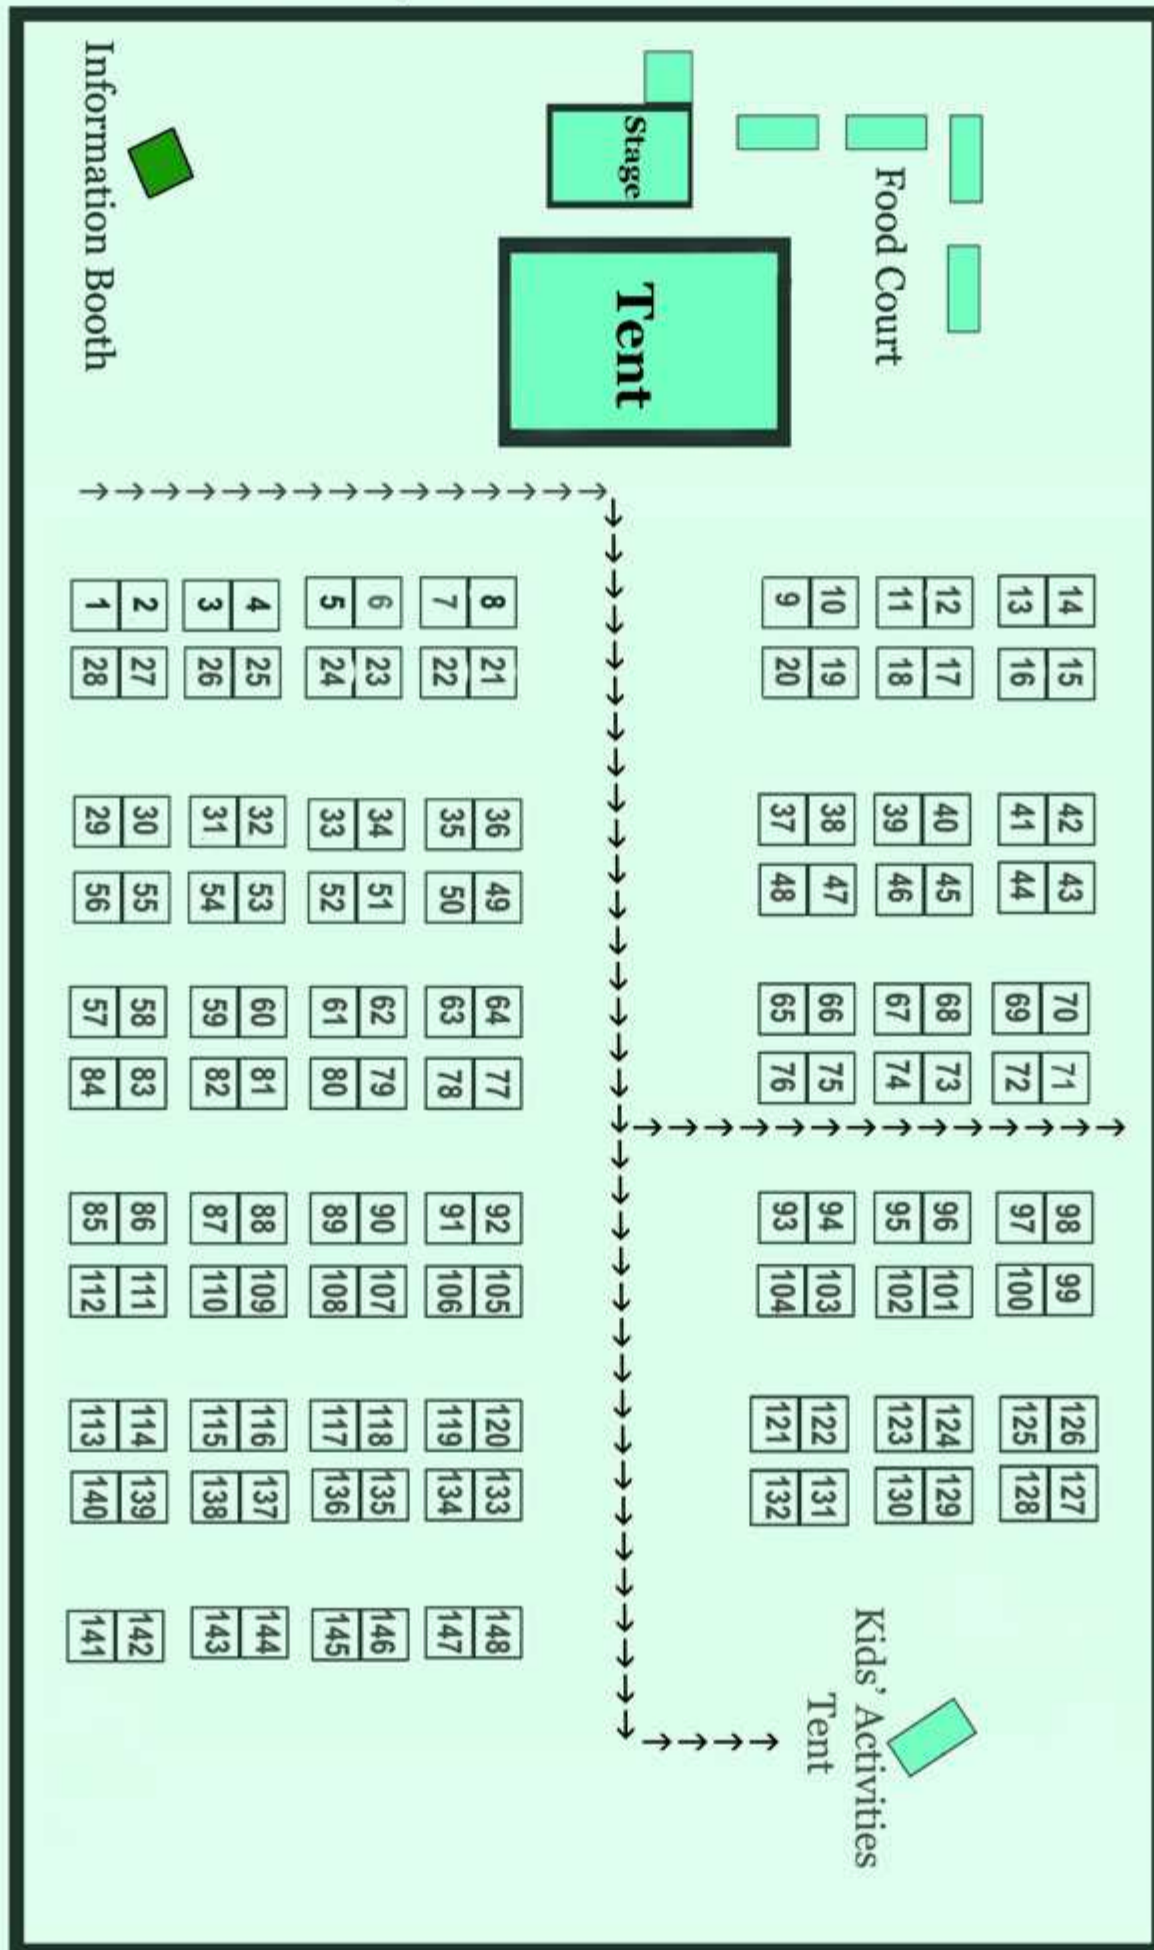 Information Booth
Stage
Food Court
Tent
1 2 3 4 5 6 7 8 9 10 11 12 13 14
28 27 26 25 24 23 22 21 20 19 18 17 16 15
29 30 31 32 33 34 35 36 37 38 39 40 41 42
56 55 54 53 52 51 50 49 48 47 46 45 44 43
57 58 59 60 61 62 63 64 65 66 67 68 69 70
84 83 82 81 80 79 78 77 76 75 74 73 72 71
85 86 87 88 89 90 91 92 93 94 95 96 97 98
112 111 110 109 108 107 106 105 104 103 102 101 100 99
113 114 115 116 117 118 119 120 121 122 123 124 125 126
140 139 138 137 136 135 134 133 132 131 130 129 128 127
141 142 143 144 145 146 147 148
Kids’ Activities
Tent